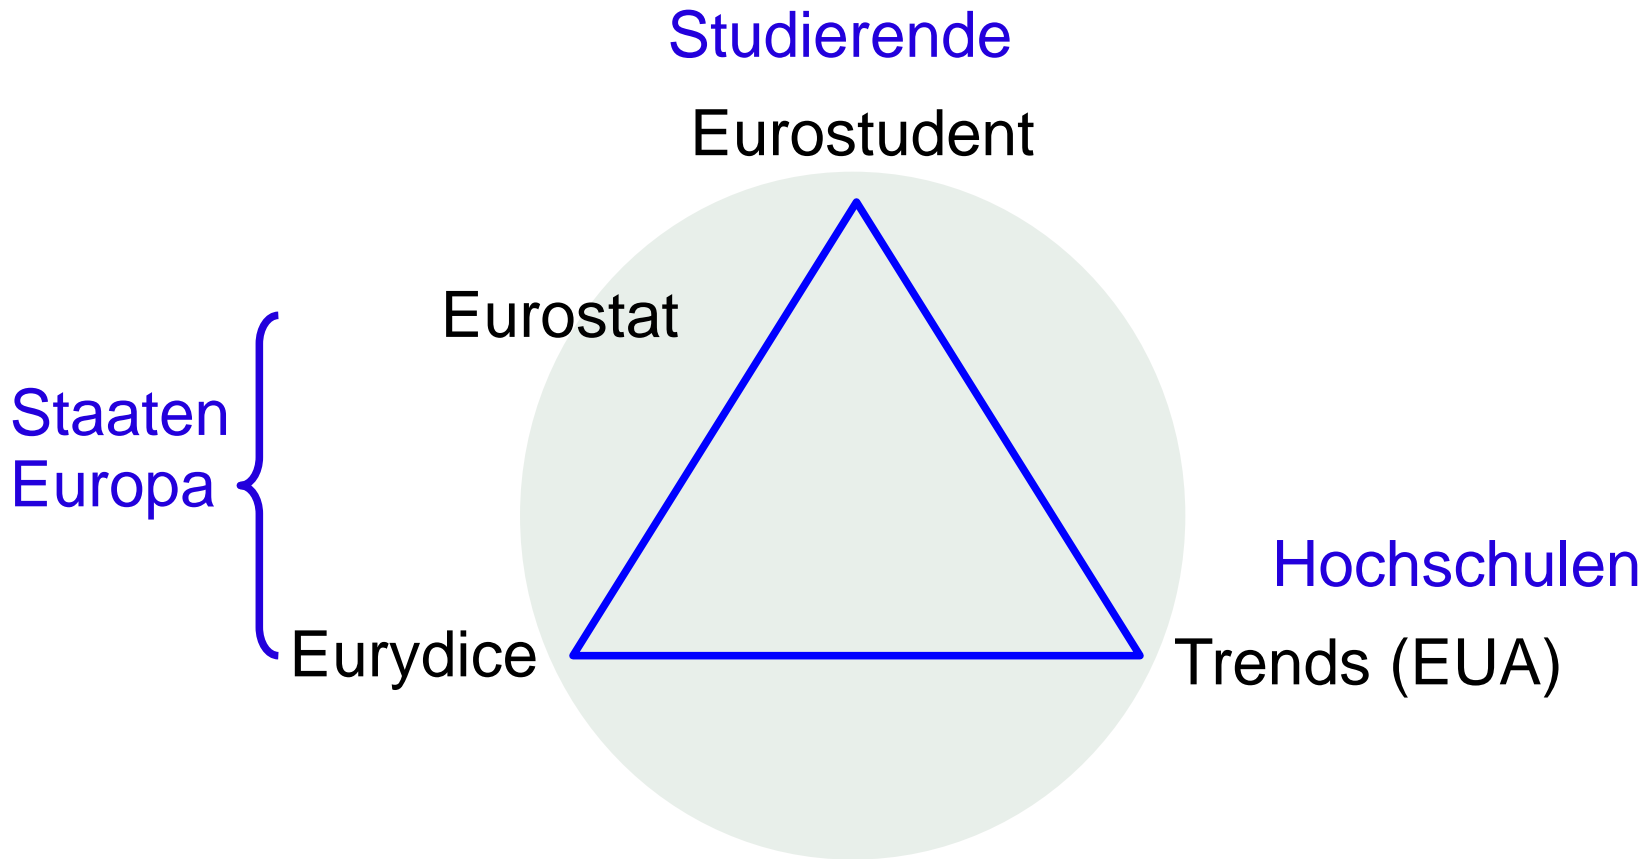 Studierende
Eurostudent
Eurostat
Staaten
Europa
Hochschulen
Eurydice
Trends (EUA)